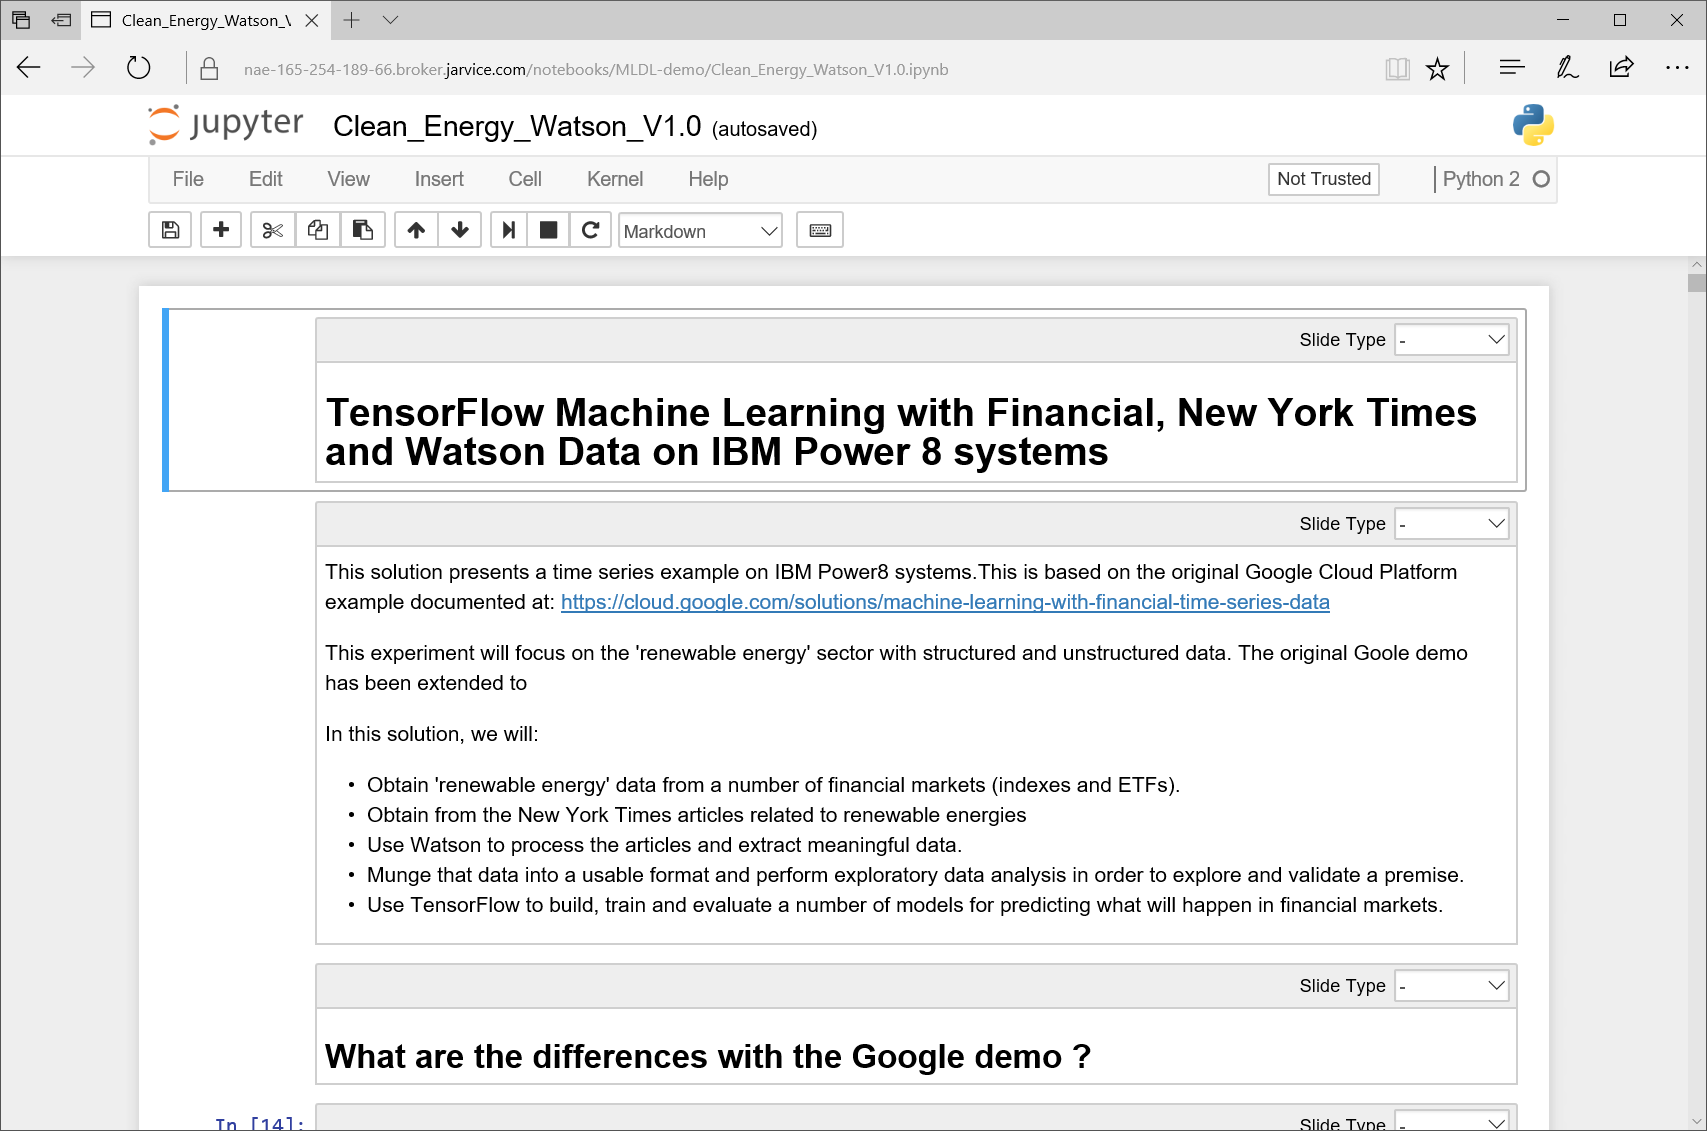 Clean_Energy_Watson_V
nae-165-254-189-66.broker.jarvice.com/notebooks/MLDL-demo/Clean_Energy_Watson_V1.0.ipynb
jupyter Clean_Energy_Watson_V1.0 (autosaved)
File Edit View Insert Cell Kernel Help Not Trusted Python 2
Markdown
Slide Type -
TensorFlow Machine Learning with Financial, New York Times
and Watson Data on IBM Power 8 systems
Slide Type -
This solution presents a time series example on IBM Power8 systems.This is based on the original Google Cloud Platform
example documented at: https://cloud.google.com/solutions/machine-learning-with-financial-time-series-data
This experiment will focus on the 'renewable energy' sector with structured and unstructured data. The original Goole demo
has been extended to
In this solution, we will:
• Obtain 'renewable energy' data from a number of financial markets (indexes and ETFs).
• Obtain from the New York Times articles related to renewable energies
• Use Watson to process the articles and extract meaningful data.
• Munge that data into a usable format and perform exploratory data analysis in order to explore and validate a premise.
• Use TensorFlow to build, train and evaluate a number of models for predicting what will happen in financial markets.
Slide Type -
What are the differences with the Google demo ?
In [14]: Slide Type -